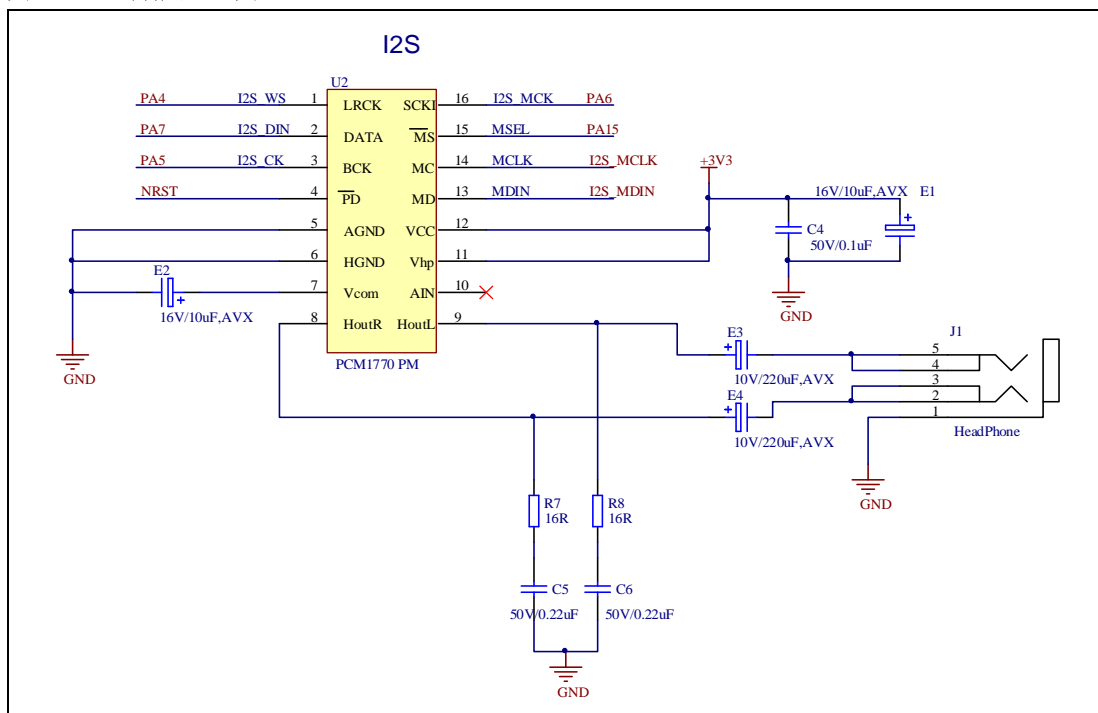 I2S
U2
PA4 I2S_WS 1 LRCK SCKI 16 I2S_MCK PA6
PA7 I2S_DIN 2 DATA MS 15 MSEL PA15
PA5 I2S_CK 3 BCK MC 14 MCLK I2S_MCLK
NRST 4 PD MD 13 MDIN I2S_MDIN
5 AGND VCC 12
6 HGND Vhp 11
7 Vcom AIN 10
8 HoutR HoutL 9
PCM1770 PM
E2
16V/10uF,AVX
GND
+3V3
16V/10uF,AVX E1
C4
50V/0.1uF
GND
E3
10V/220uF,AVX
E4
10V/220uF,AVX
J1
5
4
3
2
1
HeadPhone
GND
R7
16R
R8
16R
C5
50V/0.22uF
C6
50V/0.22uF
GND